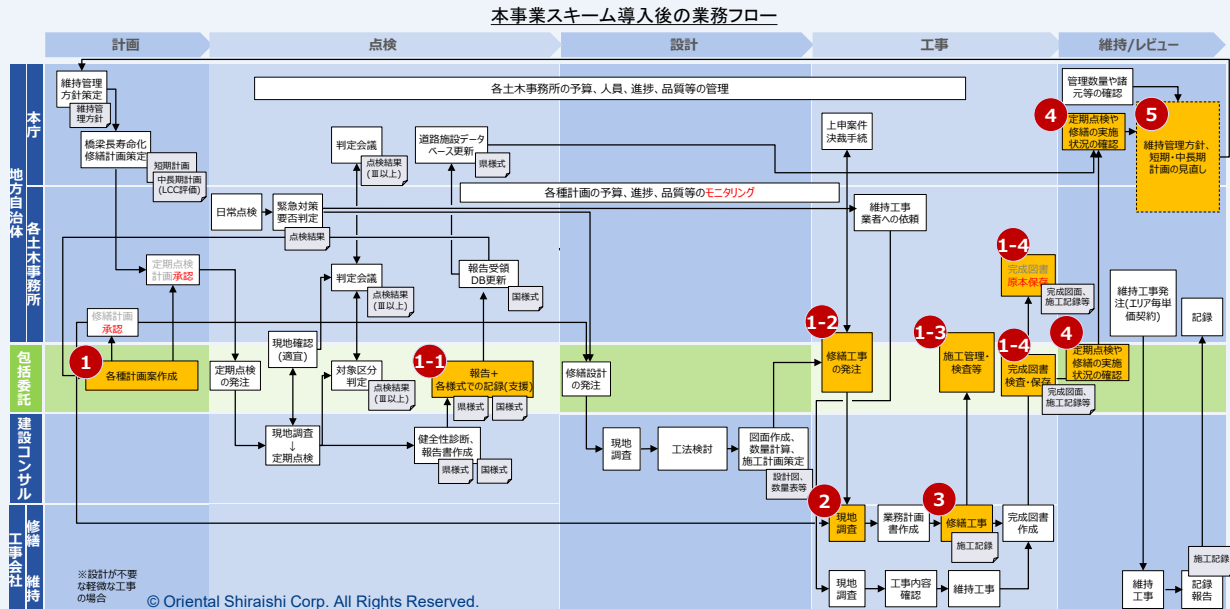 本事業スキーム導入後の業務フロー
計画
点検
設計
工事
維持/レビュー
地方自治体
本庁
各土木事務所
包括委託
建設コンサル
工事会社
修繕
維持
維持管理
方針策定
維持管
理方針
橋梁長寿命化
修繕計画策定
短期計画
中長期計画
(LCC評価)
各土木事務所の予算、人員、進捗、品質等の管理
判定会議
点検結果
(Ⅲ以上)
道路施設データ
ベース更新
県様式
上申案件
決裁手続
管理数量や諸
元等の確認
4
定期点検や
修繕の実施
状況の確認
5
維持管理方針、
短期・中長期
計画の見直し
各種計画の予算、進捗、品質等のモニタリング
日常点検
緊急対策
要否判定
点検結果
維持工事
業者への依頼
定期点検
計画承認
判定会議
点検結果
(Ⅲ以上)
報告受領
DB更新
国様式
1-4
完成図書
原本保存
完成図面、
施工記録等
維持工事発
注(エリア毎単
価契約)
記録
修繕計画
承認
1
各種計画案作成
定期点検
の発注
現地確認
(適宜)
対象区分
判定
点検結果
(Ⅲ以上)
1-1
報告+
各様式での記録(支援)
県様式
国様式
修繕設計
の発注
1-2
修繕工事
の発注
1-3
施工管理・
検査等
1-4
完成図書
検査・保存
完成図面、
施工記録等
4
定期点検や
修繕の実施
状況の確認
現地調査
↓
定期点検
健全性診断、
報告書作成
県様式
国様式
現地
調査
工法検討
図面作成、
数量計算、
施工計画策定
設計図、
数量表等
2
現地
調査
業務計画
書作成
3
修繕工事
施工記録
完成図書
作成
※設計が不要
な軽微な工事
の場合
現地
調査
工事内容
確認
維持工事
維持
工事
記録
報告
施工記録
© Oriental Shiraishi Corp. All Rights Reserved.